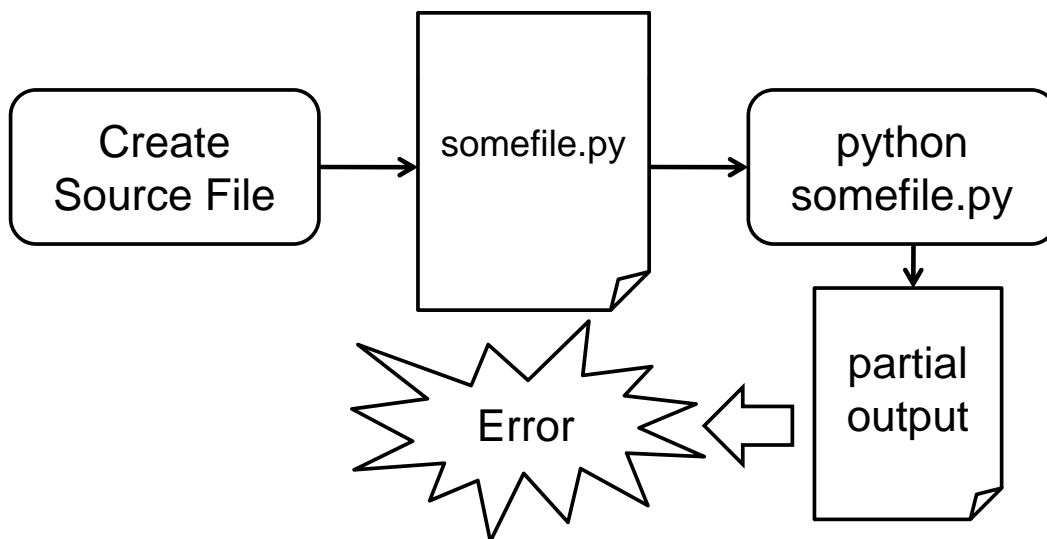 Create
Source File
somefile.py
python
somefile.py
partial
output
Error